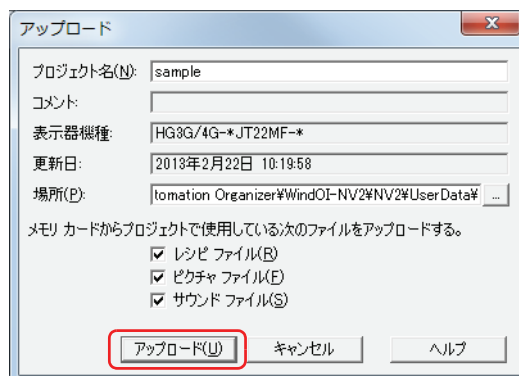 アップロード
プロジェクト名(N): sample
コメント:
表示器機種: HG3G/4G-*JT22MF-*
更新日: 2013年2月22日 10:19:58
場所(P): tomation Organizer¥WindOI-NV2¥NV2¥UserData¥ ...
メモリ カードからプロジェクトで使用している次のファイルをアップロードする。
レシピ ファイル(R)
ピクチャ ファイル(F)
サウンド ファイル(S)
アップロード(U) キャンセル ヘルプ